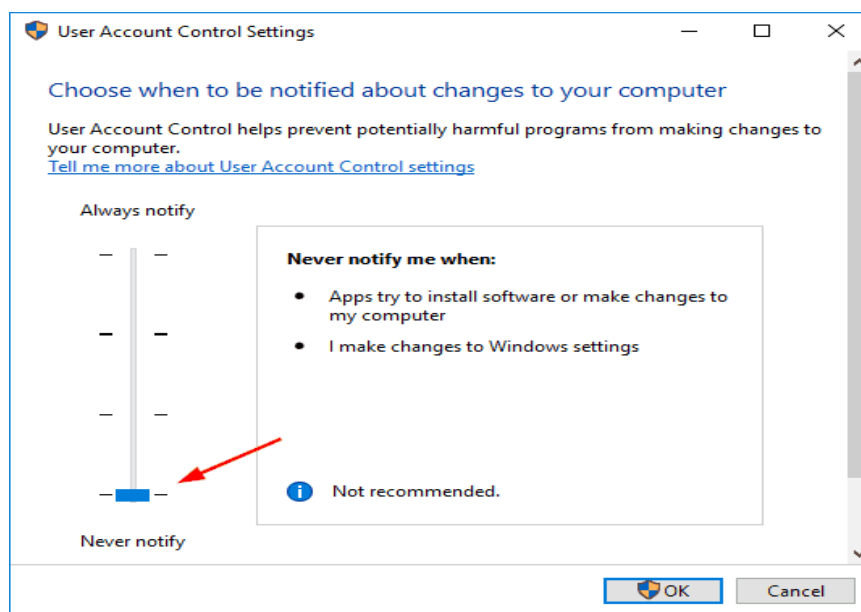 User Account Control Settings
Choose when to be notified about changes to your computer
User Account Control helps prevent potentially harmful programs from making changes to
your computer.
Tell me more about User Account Control settings
Always notify
Never notify me when:
• Apps try to install software or make changes to
my computer
• I make changes to Windows settings
Not recommended.
Never notify
OK
Cancel